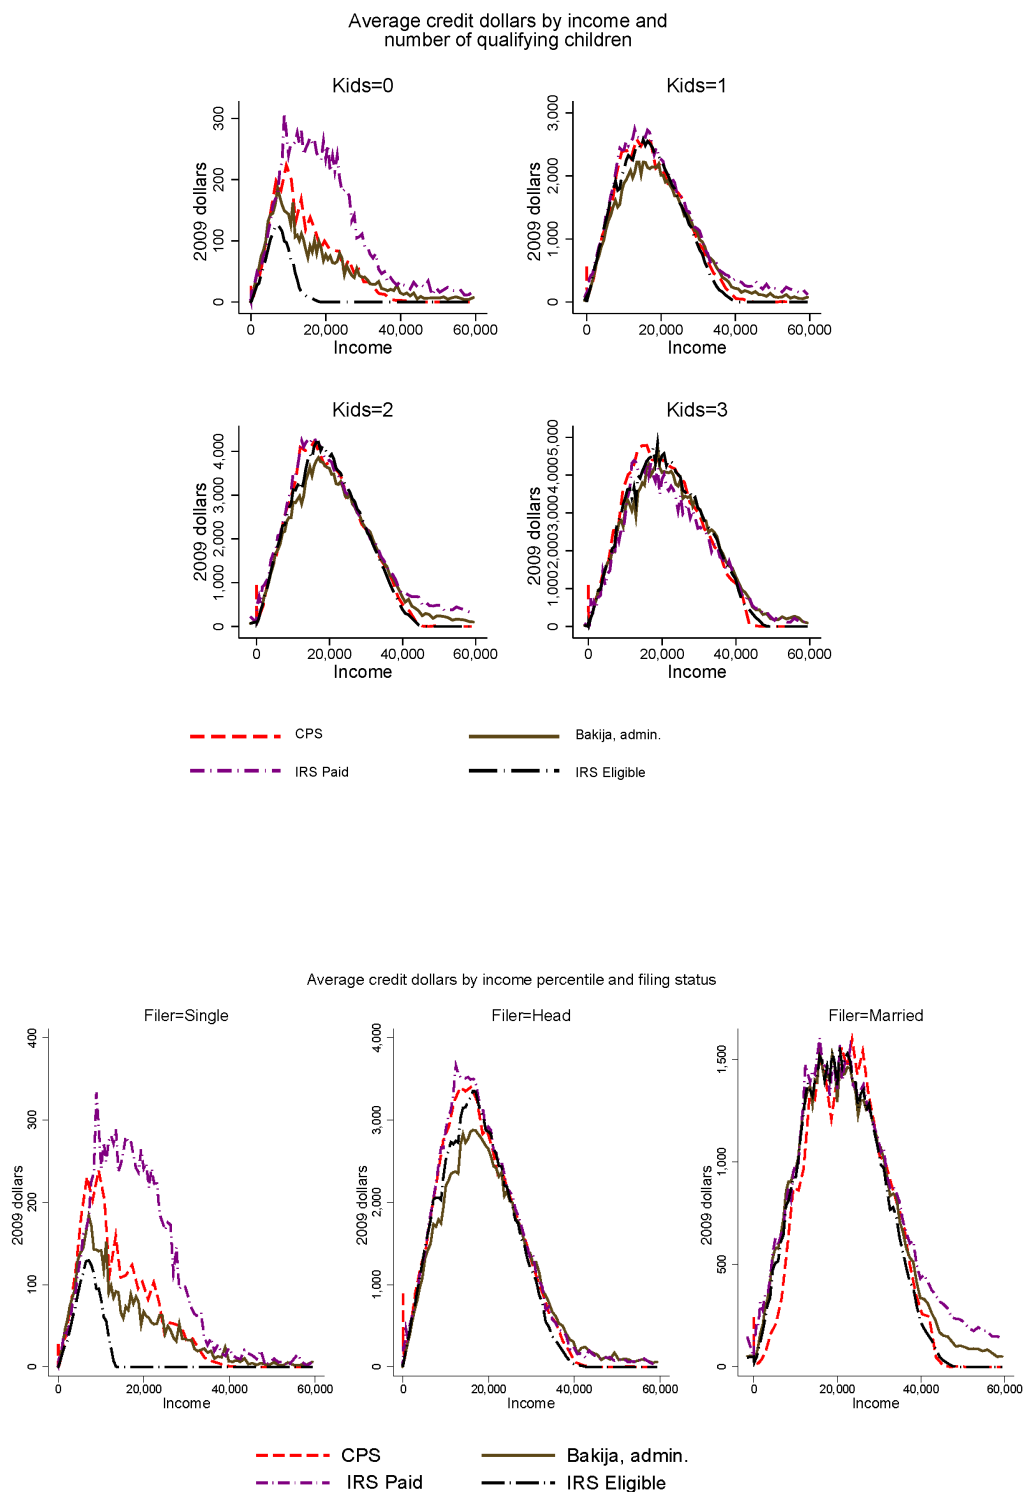 Average credit dollars by income and
number of qualifying children
Kids=0
2009 dollars
300
200
100
0
0 20,000 40,000 60,000
Income
Kids=1
2009 dollars
3,000
2,000
1,000
0
0 20,000 40,000 60,000
Income
Kids=2
2009 dollars
4,000
3,000
2,000
1,000
0
0 20,000 40,000 60,000
Income
Kids=3
2009 dollars
5,000
4,000
3,000
2,000
1,000
0
0 20,000 40,000 60,000
Income
CPS
Bakija, admin.
IRS Paid
IRS Eligible
Average credit dollars by income percentile and filing status
Filer=Single
2009 dollars
400
300
200
100
0
0 20,000 40,000 60,000
Income
Filer=Head
2009 dollars
4,000
3,000
2,000
1,000
0
0 20,000 40,000 60,000
Income
Filer=Married
2009 dollars
1,500
1,000
500
0
0 20,000 40,000 60,000
Income
CPS
Bakija, admin.
IRS Paid
IRS Eligible